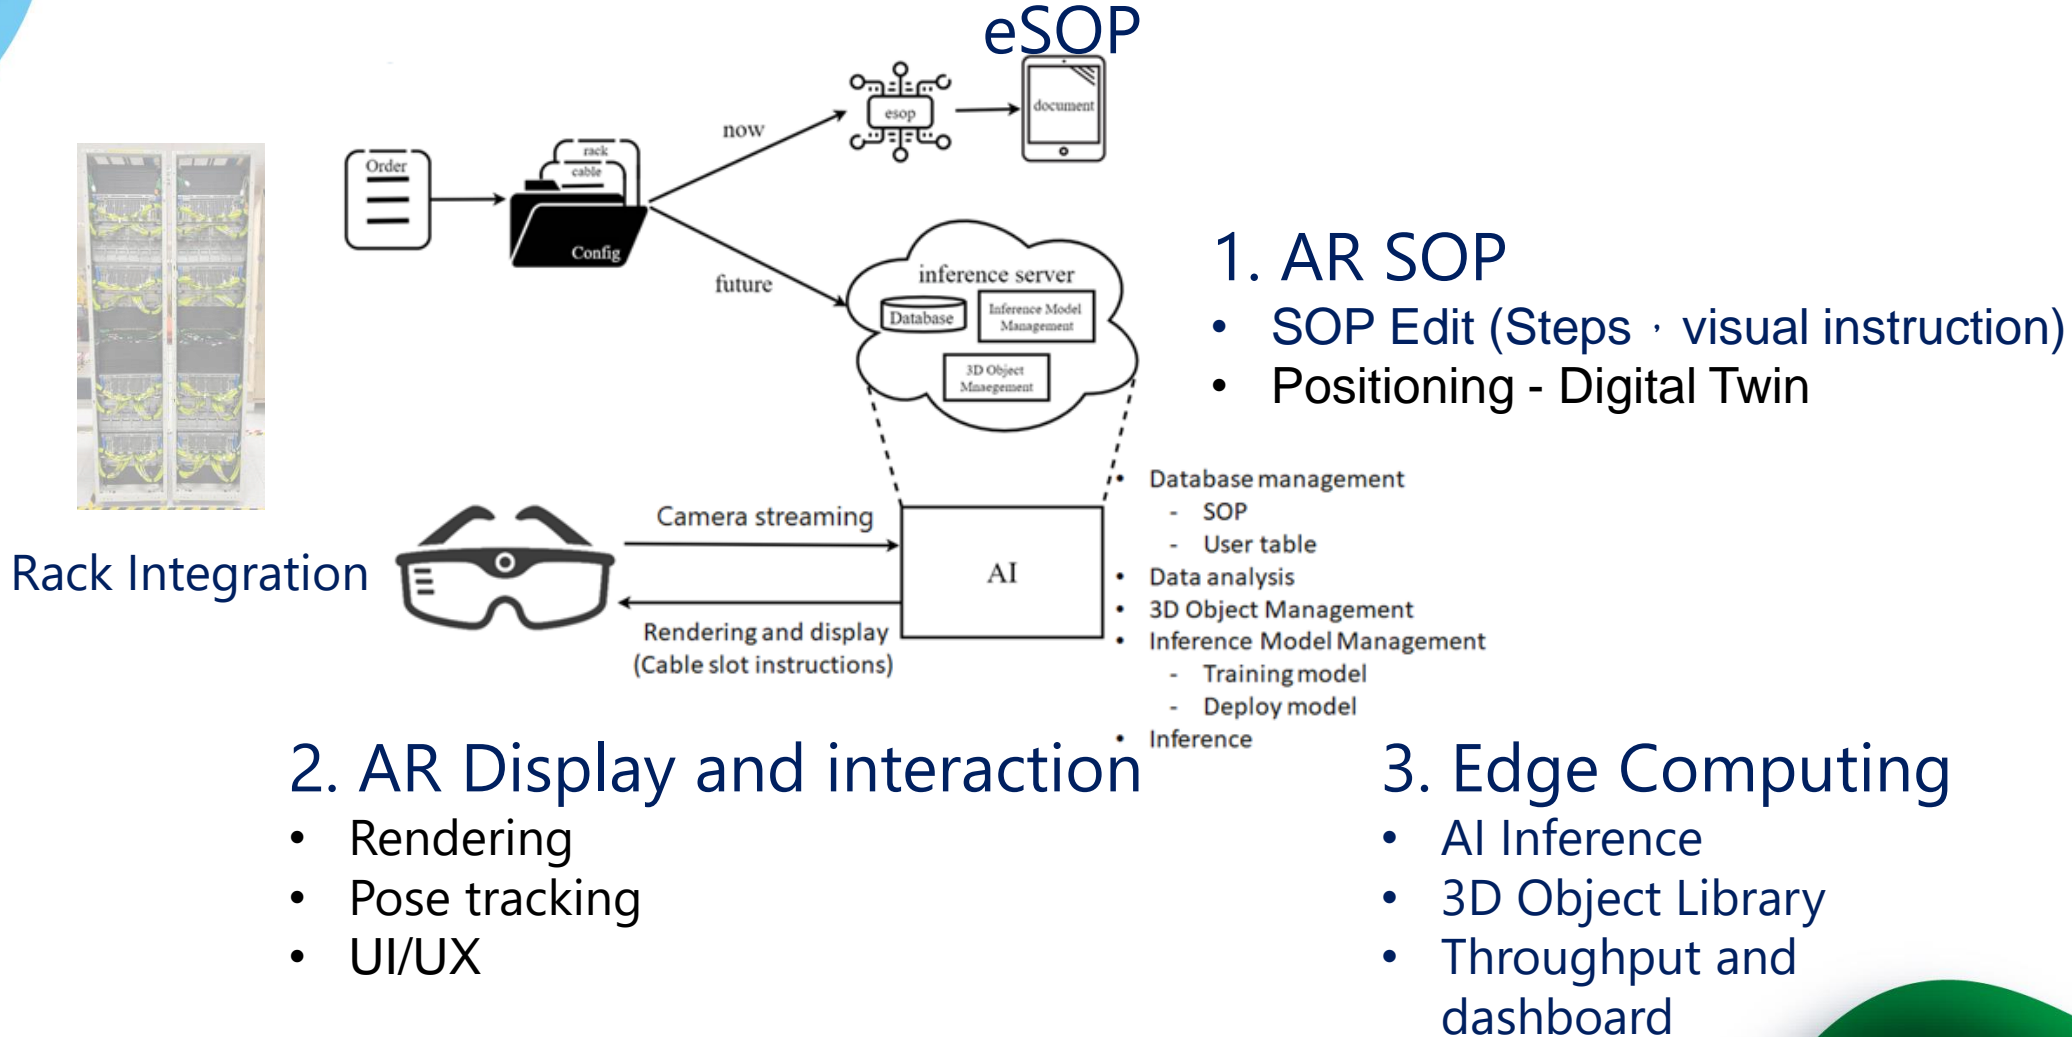 eSOP
Order
rack
cable
Config
now
esop
document
future
inference server
Database
Inference Model
Management
3D Object
Mnaegement
1. AR SOP
• SOP Edit (Steps，visual instruction)
• Positioning - Digital Twin
Rack Integration
Camera streaming
AI
Rendering and display
(Cable slot instructions)
• Database management
- SOP
- User table
• Data analysis
• 3D Object Management
• Inference Model Management
- Training model
- Deploy model
• Inference
2. AR Display and interaction
• Rendering
• Pose tracking
• UI/UX
3. Edge Computing
• AI Inference
• 3D Object Library
• Throughput and
dashboard